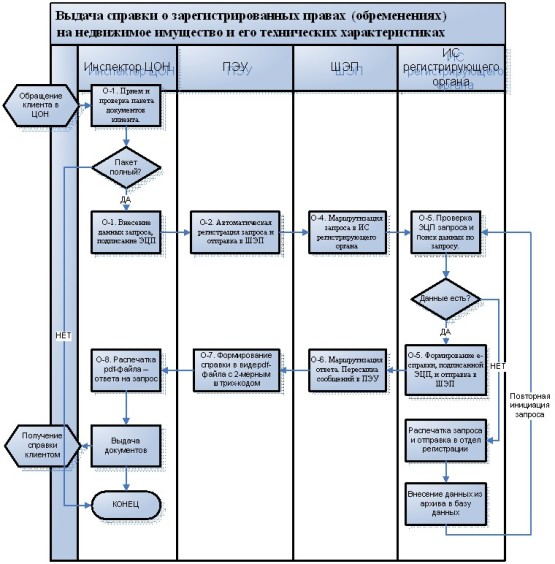 Выдача справки о зарегистрированных правах (обременениях)
на недвижимое имущество и его технических характеристиках
Инспектор ЦОН
ПЭУ
ШЭП
ИС
регистрирующего
органа
Обращение
клиента в
ЦОН
О-1. Прием и
проверка пакета
документов
клиента.
Пакет
полный?
ДА
О-1. Внесение
данных запроса,
подписание ЭЦП
О-2. Автоматическая
регистрация запроса и
отправка в ШЭП
О-4. Маршрутизация
запроса в ИС
регистрирующего
органа
О-5. Проверка
ЭЦП запроса и
поиск данных по
запросу.
Данные есть?
НЕТ
ДА
О-8. Распечатка
pdf-файла –
ответа на запрос
О-7. Формирование
справки в видеpdf-
файла с 2-мерным
штрих-кодом
О-6. Маршрутизация
ответа. Пересылка
сообщений в ПЭУ
О-5. Формирование е-
справки, подписанной
ЭЦП, и отправка в
ШЭП
НЕТ
Повторная
инициация
запроса
Получение
справки
клиентом
Выдача
документов
Распечатка запроса
и отправка в отдел
регистрации
КОНЕЦ
Внесение данных из
архива в базу
данных